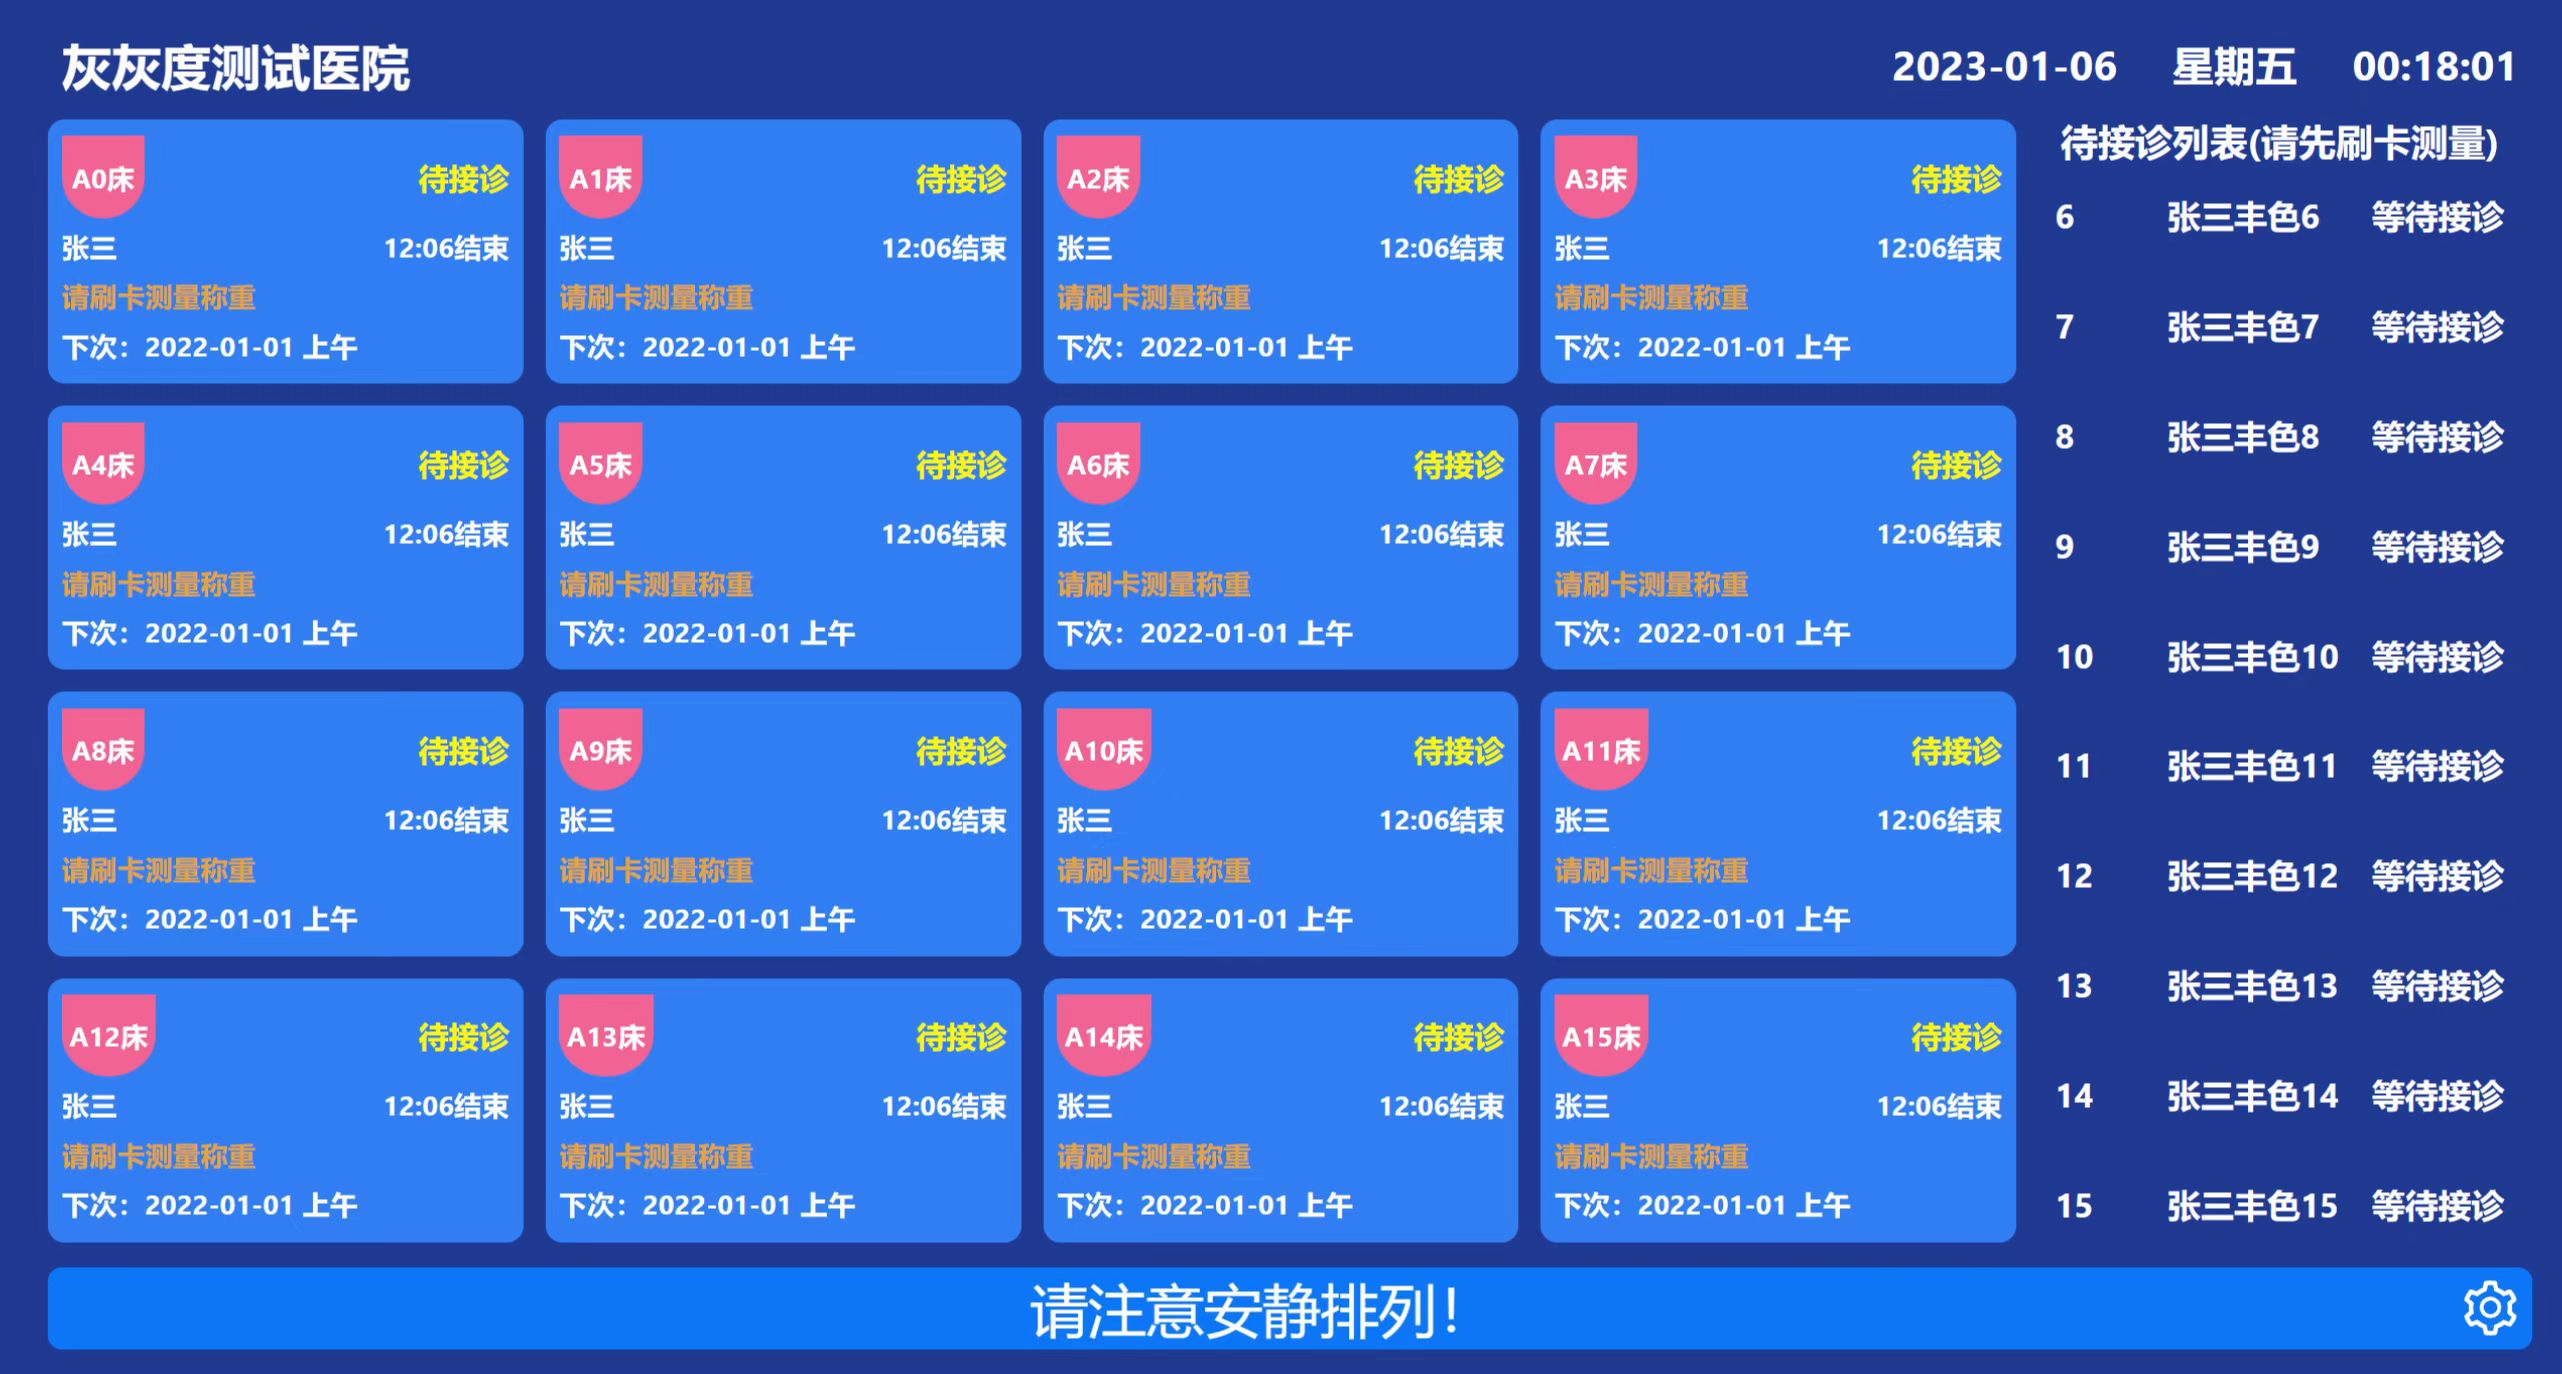 灰灰度测试医院
2023-01-06 星期五 00:18:01
A0床 待接诊
张三 12:06结束
请刷卡测量称重
下次：2022-01-01 上午
A1床 待接诊
张三 12:06结束
请刷卡测量称重
下次：2022-01-01 上午
A2床 待接诊
张三 12:06结束
请刷卡测量称重
下次：2022-01-01 上午
A3床 待接诊
张三 12:06结束
请刷卡测量称重
下次：2022-01-01 上午
A4床 待接诊
张三 12:06结束
请刷卡测量称重
下次：2022-01-01 上午
A5床 待接诊
张三 12:06结束
请刷卡测量称重
下次：2022-01-01 上午
A6床 待接诊
张三 12:06结束
请刷卡测量称重
下次：2022-01-01 上午
A7床 待接诊
张三 12:06结束
请刷卡测量称重
下次：2022-01-01 上午
A8床 待接诊
张三 12:06结束
请刷卡测量称重
下次：2022-01-01 上午
A9床 待接诊
张三 12:06结束
请刷卡测量称重
下次：2022-01-01 上午
A10床 待接诊
张三 12:06结束
请刷卡测量称重
下次：2022-01-01 上午
A11床 待接诊
张三 12:06结束
请刷卡测量称重
下次：2022-01-01 上午
A12床 待接诊
张三 12:06结束
请刷卡测量称重
下次：2022-01-01 上午
A13床 待接诊
张三 12:06结束
请刷卡测量称重
下次：2022-01-01 上午
A14床 待接诊
张三 12:06结束
请刷卡测量称重
下次：2022-01-01 上午
A15床 待接诊
张三 12:06结束
请刷卡测量称重
下次：2022-01-01 上午
待接诊列表(请先刷卡测量)
6 张三丰色6 等待接诊
7 张三丰色7 等待接诊
8 张三丰色8 等待接诊
9 张三丰色9 等待接诊
10 张三丰色10 等待接诊
11 张三丰色11 等待接诊
12 张三丰色12 等待接诊
13 张三丰色13 等待接诊
14 张三丰色14 等待接诊
15 张三丰色15 等待接诊
请注意安静排列！